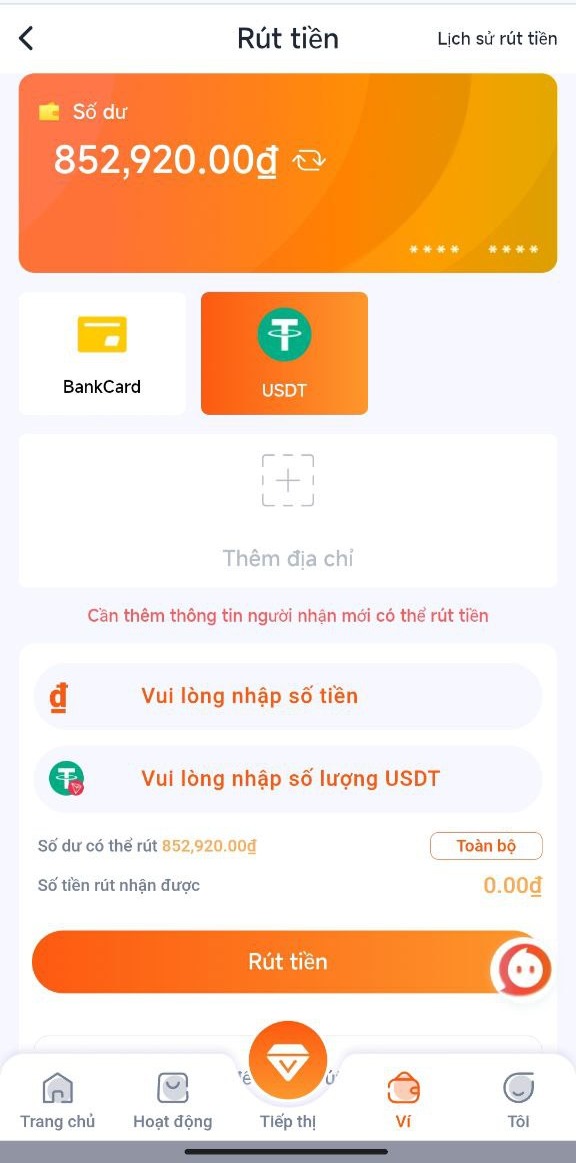 Rút tiền
Lịch sử rút tiền
Số dư
852,920.00₫
**** ****
BankCard
USDT
Thêm địa chỉ
Cần thêm thông tin người nhận mới có thể rút tiền
₫ Vui lòng nhập số tiền
Vui lòng nhập số lượng USDT
Số dư có thể rút 852,920.00₫
Toàn bộ
Số tiền rút nhận được
0.00₫
Rút tiền
Trang chủ
Hoạt động
Tiếp thị
Ví
Tôi